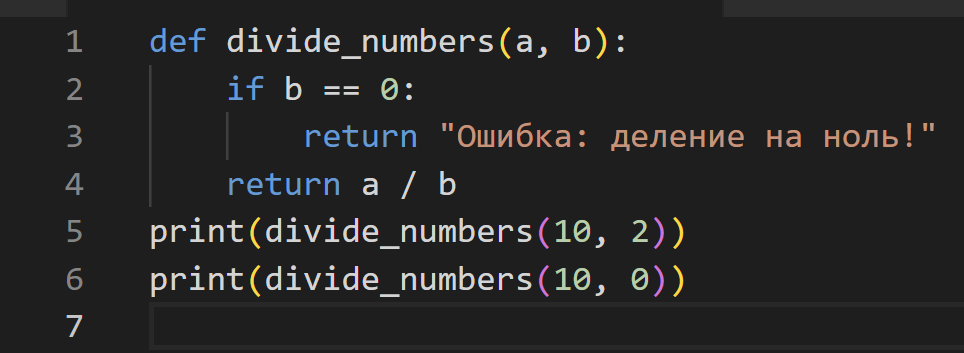 1 def divide_numbers(a, b):
2     if b == 0:
3         return "Ошибка: деление на ноль!"
4     return a / b
5 print(divide_numbers(10, 2))
6 print(divide_numbers(10, 0))
7